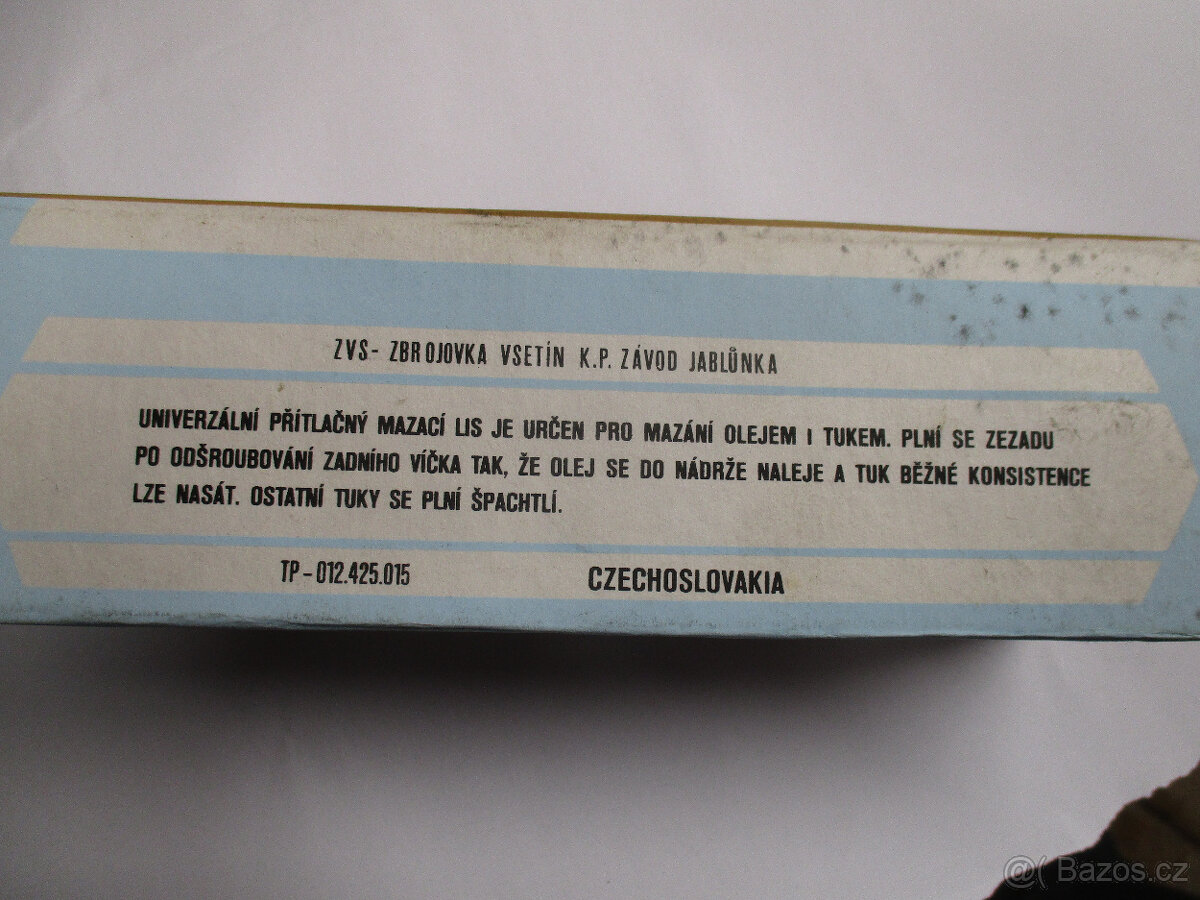 ZVS- ZBROJOVKA VSETÍN K.P. ZÁVOD JABLŮNKA
UNIVERZÁLNÍ PŘÍTLAČNÝ MAZACÍ LIS JE URČEN PRO MAZÁNÍ OLEJEM I TUKEM. PLNÍ SE ZEZADU
PO ODŠROUBOVÁNÍ ZADNÍHO VÍČKA TAK, ŽE OLEJ SE DO NÁDRŽE NALEJE A TUK BĚŽNÉ KONSISTENCE
LZE NASÁT. OSTATNÍ TUKY SE PLNÍ ŠPACHTLÍ.
TP-012.425.015 CZECHOSLOVAKIA
@( Bazos.cz